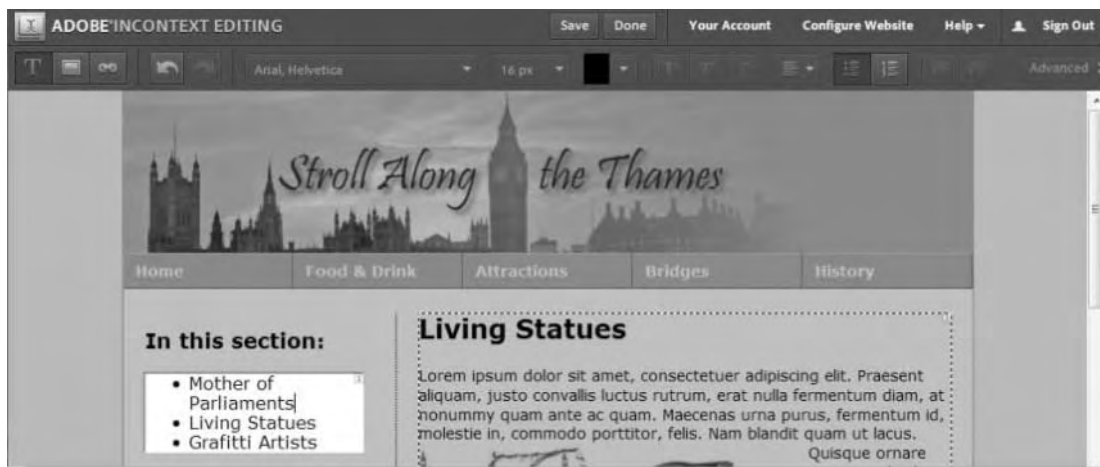 ADOBE® INCONTEXT EDITING Save Done Your Account Configure Website Help Sign Out
T Arial, Helvetica 16 px Advanced
Stroll Along the Thames
Home Food & Drink Attractions Bridges History
In this section:
• Mother of
Parliaments
• Living Statues
• Grafitti Artists
Living Statues
Lorem ipsum dolor sit amet, consectetuer adipiscing elit. Praesent
aliquam, justo convallis luctus rutrum, erat nulla fermentum diam, at
nonummy quam ante ac quam. Maecenas urna purus, fermentum id,
molestie in, commodo porttitor, felis. Nam blandit quam ut lacus.
Quisque ornare